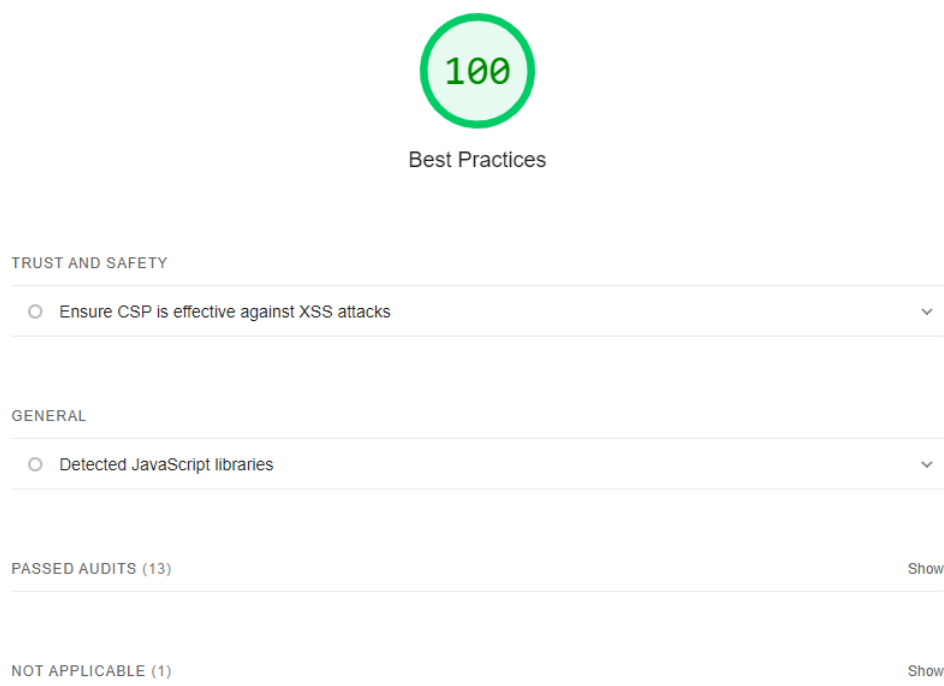 100
Best Practices
TRUST AND SAFETY
Ensure CSP is effective against XSS attacks
GENERAL
Detected JavaScript libraries
PASSED AUDITS (13) Show
NOT APPLICABLE (1) Show